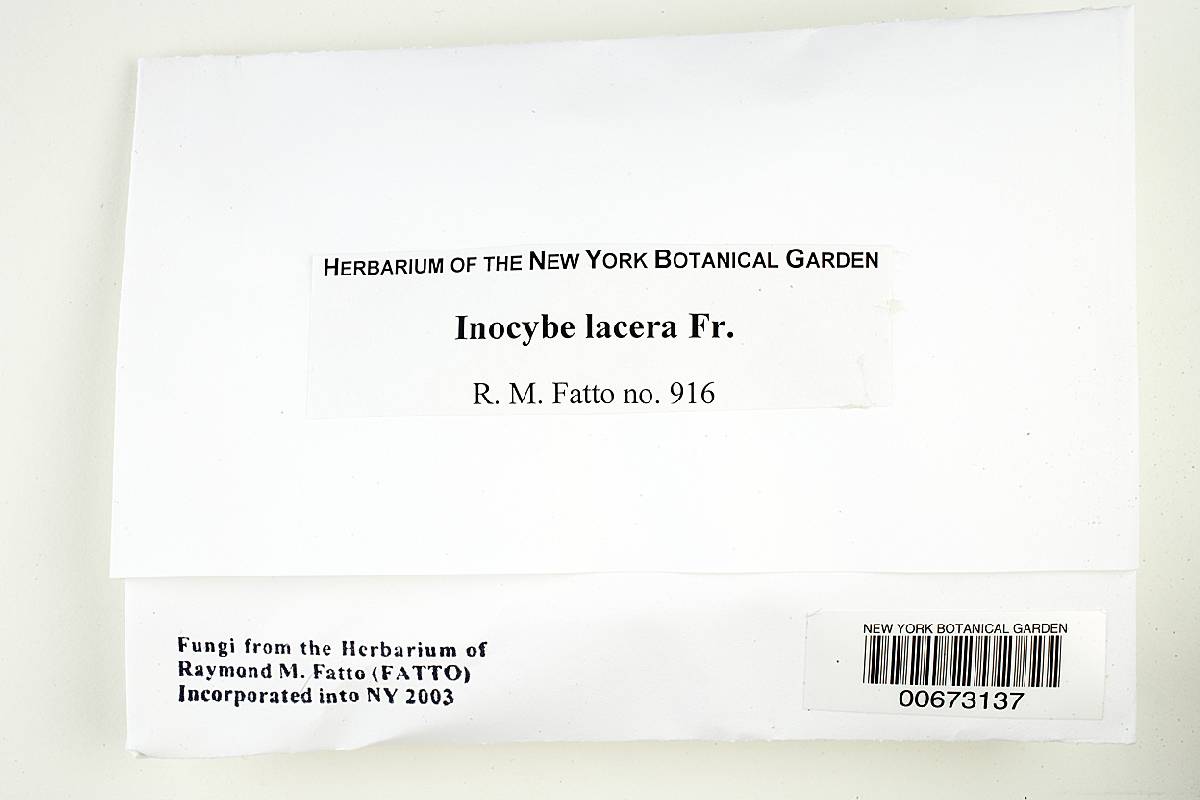 HERBARIUM OF THE NEW YORK BOTANICAL GARDEN
Inocybe lacera Fr.
R. M. Fatto no. 916
Fungi from the Herbarium of
Raymond M. Fatto (FATTO)
Incorporated into NY 2003
NEW YORK BOTANICAL GARDEN
00673137